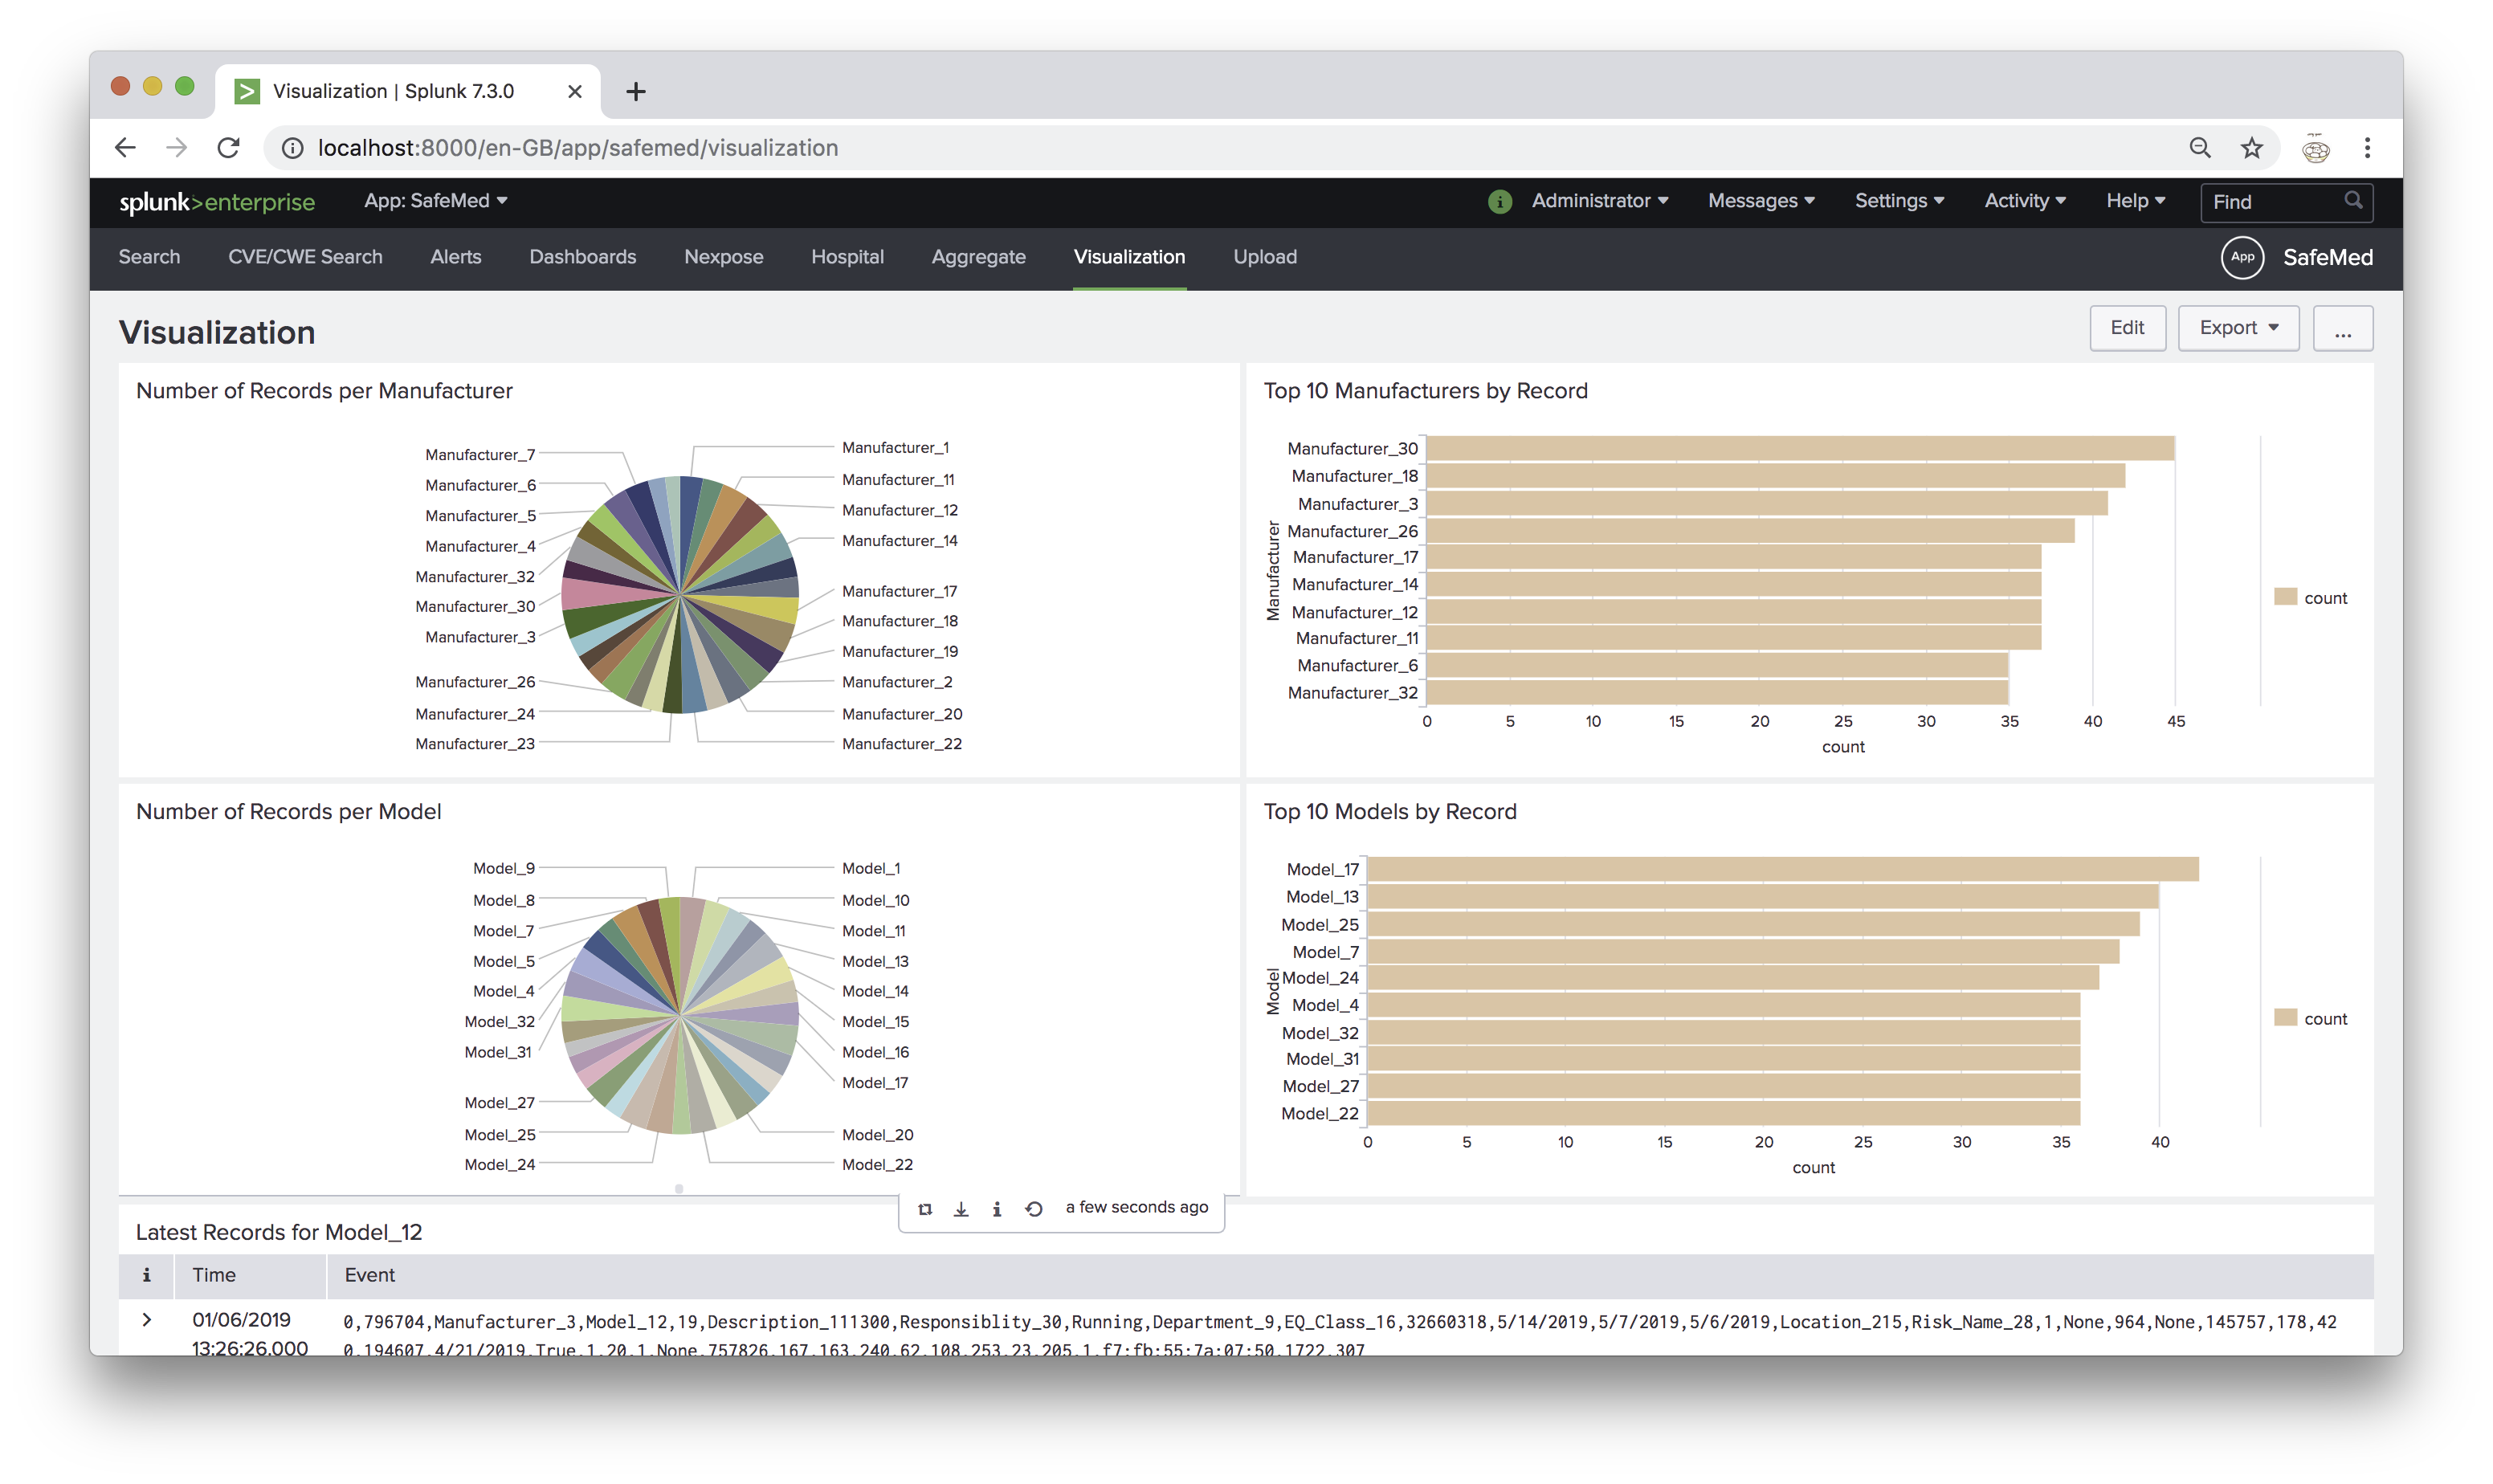 Visualization | Splunk 7.3.0
localhost:8000/en-GB/app/safemed/visualization
splunk>enterprise App: SafeMed Administrator Messages Settings Activity Help Find
Search CVE/CWE Search Alerts Dashboards Nexpose Hospital Aggregate Visualization Upload App SafeMed
Visualization
Edit Export ...
Number of Records per Manufacturer
Manufacturer_7
Manufacturer_6
Manufacturer_5
Manufacturer_4
Manufacturer_32
Manufacturer_30
Manufacturer_3
Manufacturer_26
Manufacturer_24
Manufacturer_23
Manufacturer_1
Manufacturer_11
Manufacturer_12
Manufacturer_14
Manufacturer_17
Manufacturer_18
Manufacturer_19
Manufacturer_2
Manufacturer_20
Manufacturer_22
Top 10 Manufacturers by Record
Manufacturer
Manufacturer_30
Manufacturer_18
Manufacturer_3
Manufacturer_26
Manufacturer_17
Manufacturer_14
Manufacturer_12
Manufacturer_11
Manufacturer_6
Manufacturer_32
0 5 10 15 20 25 30 35 40 45
count
count
Number of Records per Model
Model_9
Model_8
Model_7
Model_5
Model_4
Model_32
Model_31
Model_27
Model_25
Model_24
Model_1
Model_10
Model_11
Model_13
Model_14
Model_15
Model_16
Model_17
Model_20
Model_22
Top 10 Models by Record
Model
Model_17
Model_13
Model_25
Model_7
Model_24
Model_4
Model_32
Model_31
Model_27
Model_22
0 5 10 15 20 25 30 35 40
count
count
a few seconds ago
Latest Records for Model_12
i Time Event
01/06/2019 0,796704,Manufacturer_3,Model_12,19,Description_111300,Responsiblity_30,Running,Department_9,EQ_Class_16,32660318,5/14/2019,5/7/2019,5/6/2019,Location_215,Risk_Name_28,1,None,964,None,145757,178,42
13:26:26.000 0,194607,4/21/2019,True,1,20,1,None,757826,167,163.240.62.108,253.23.205.1,f7:fb:55:7a:07:50,1722,307